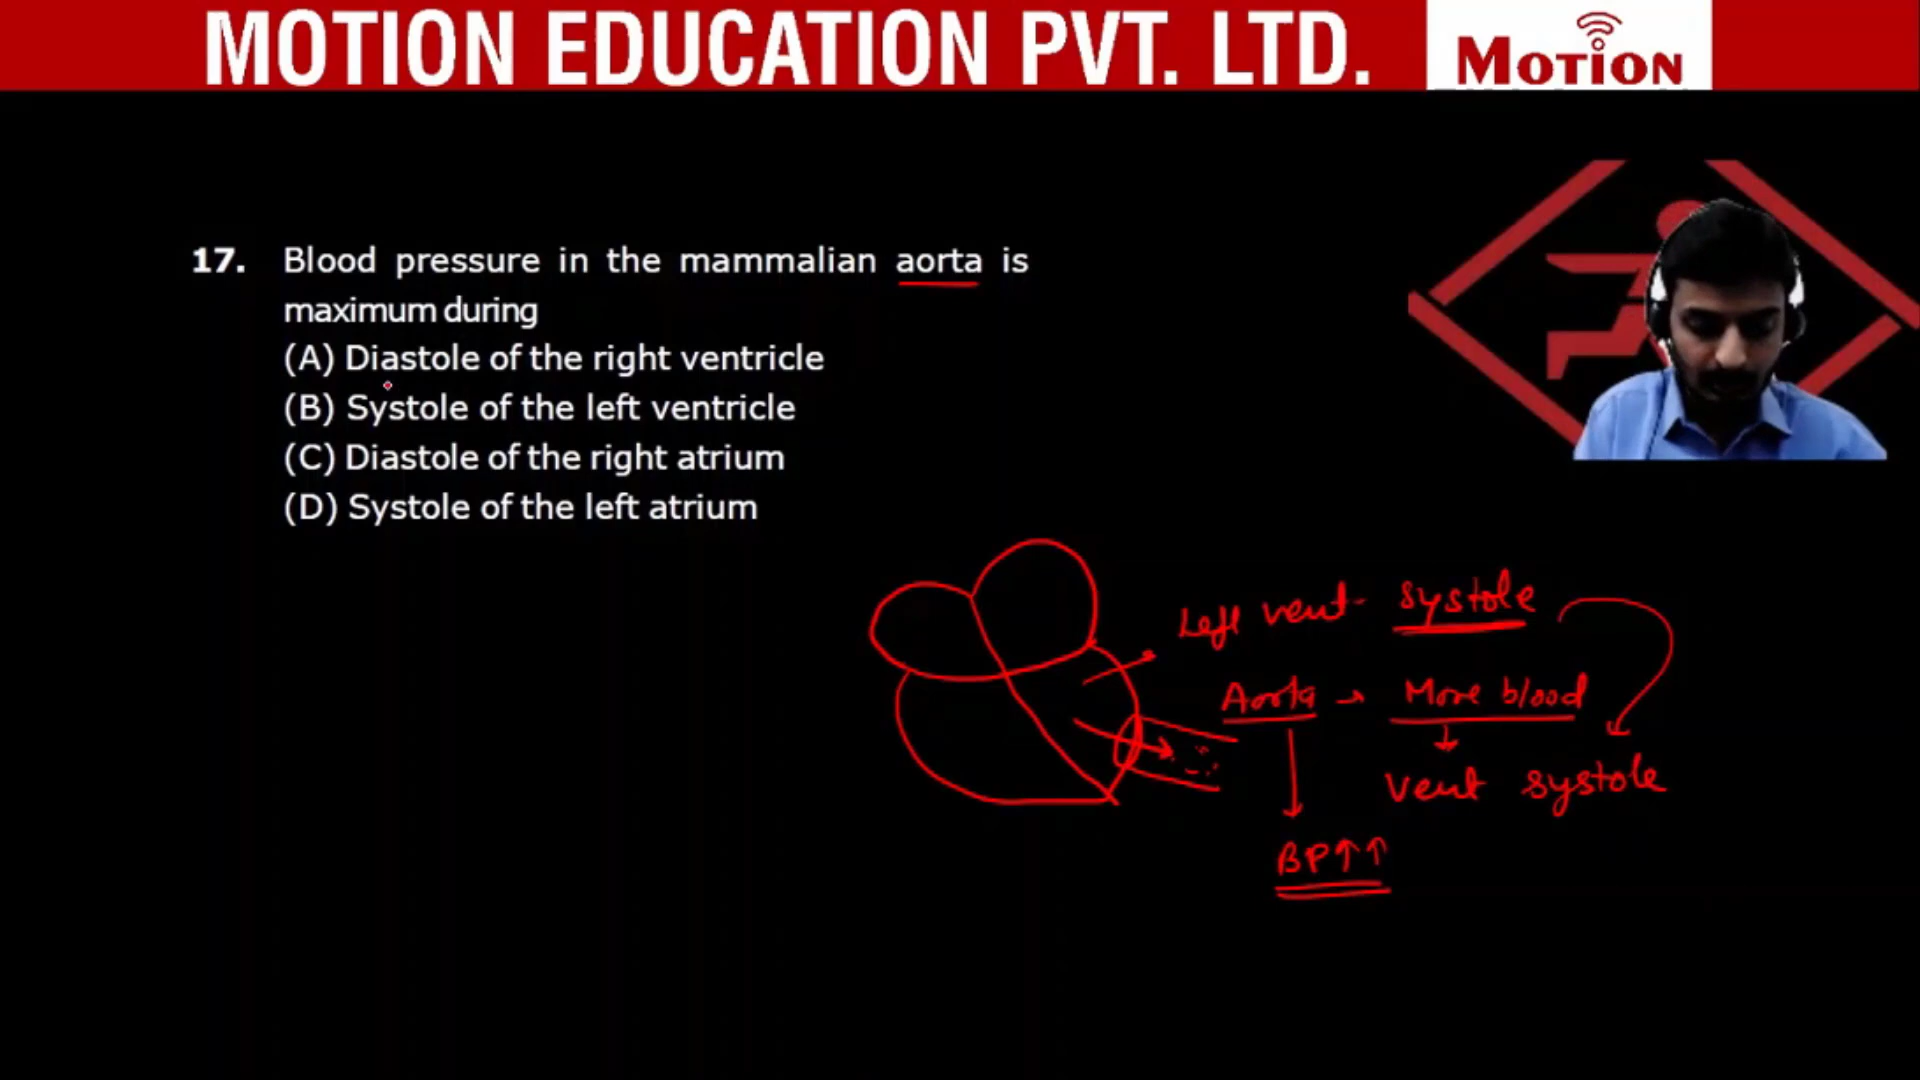 MOTION EDUCATION PVT. LTD.
MOTION
17. Blood pressure in the mammalian aorta is
maximum during
(A) Diastole of the right ventricle
(B) Systole of the left ventricle
(C) Diastole of the right atrium
(D) Systole of the left atrium
Left vent- systole
Aorta → More blood
Vent systole
BP↑↑